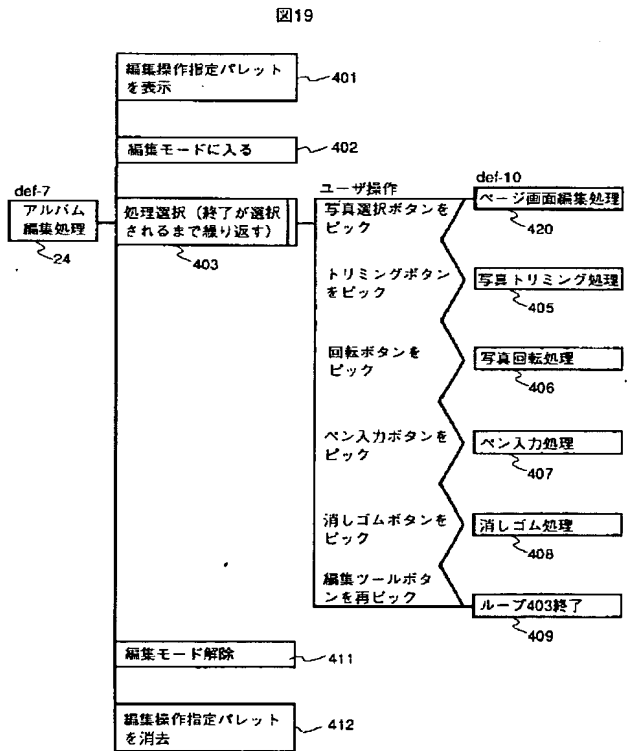 図19
編集操作指定パレット
を表示
401
編集モードに入る
402
def-7
アルバム
編集処理
24
処理選択（終了が選択
されるまで繰り返す）
403
ユーザ操作
写真選択ボタンを
ピック
def-10
ページ画面編集処理
420
トリミングボタン
をピック
写真トリミング処理
405
回転ボタンを
ピック
写真回転処理
406
ペン入力ボタンを
ピック
ペン入力処理
407
消しゴムボタンを
ピック
消しゴム処理
408
編集ツールボタ
ンを再ピック
ループ403終了
409
編集モード解除
411
編集操作指定パレット
を消去
412